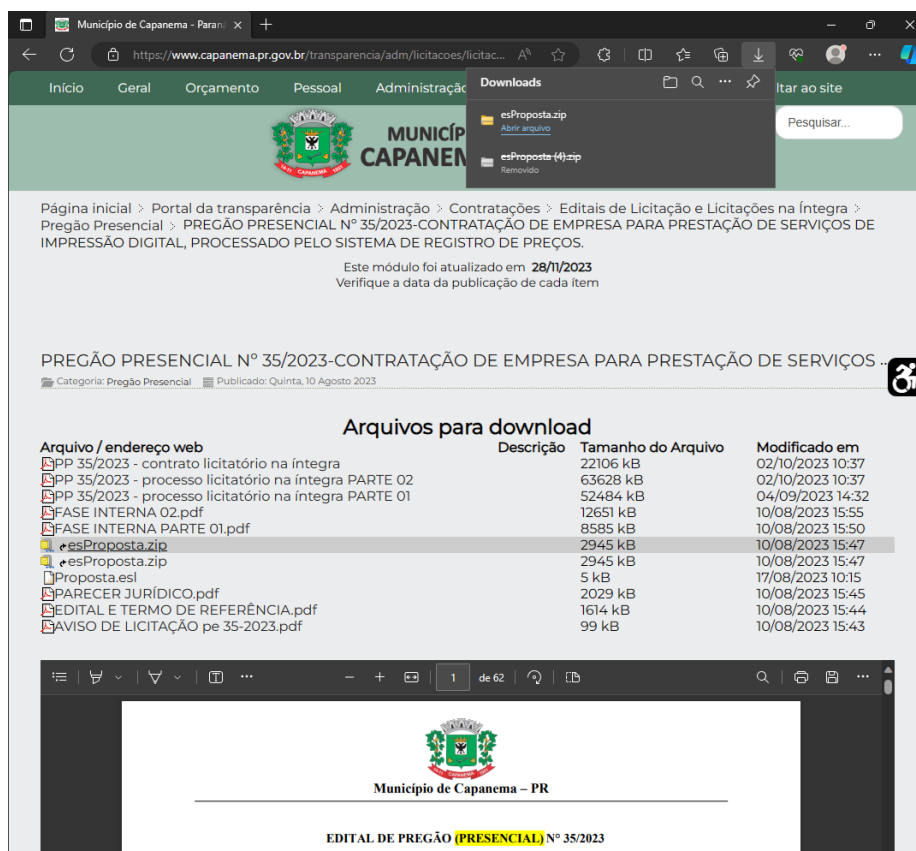 Município de Capanema - Paraná
https://www.capanema.pr.gov.br/transparencia/adm/licitacoes/licitac...
Início Geral Orçamento Pessoal Administração ltar ao site
Downloads
esProposta.zip
Abrir arquivo
esProposta (4).zip
Removido
Pesquisar...
MUNICÍP
CAPANEM
Página inicial > Portal da transparência > Administração > Contratações > Editais de Licitação e Licitações na Íntegra >
Pregão Presencial > PREGÃO PRESENCIAL Nº 35/2023-CONTRATAÇÃO DE EMPRESA PARA PRESTAÇÃO DE SERVIÇOS DE
IMPRESSÃO DIGITAL, PROCESSADO PELO SISTEMA DE REGISTRO DE PREÇOS.
Este módulo foi atualizado em 28/11/2023
Verifique a data da publicação de cada ítem
PREGÃO PRESENCIAL Nº 35/2023-CONTRATAÇÃO DE EMPRESA PARA PRESTAÇÃO DE SERVIÇOS ...
Categoria: Pregão Presencial Publicado: Quinta, 10 Agosto 2023
Arquivos para download
Arquivo / endereço web Descrição Tamanho do Arquivo Modificado em
PP 35/2023 - contrato licitatório na íntegra 22106 kB 02/10/2023 10:37
PP 35/2023 - processo licitatório na íntegra PARTE 02 63628 kB 02/10/2023 10:37
PP 35/2023 - processo licitatório na íntegra PARTE 01 52484 kB 04/09/2023 14:32
FASE INTERNA 02.pdf 12651 kB 10/08/2023 15:55
FASE INTERNA PARTE 01.pdf 8585 kB 10/08/2023 15:50
esProposta.zip 2945 kB 10/08/2023 15:47
esProposta.zip 2945 kB 10/08/2023 15:47
Proposta.esl 5 kB 17/08/2023 10:15
PARECER JURÍDICO.pdf 2029 kB 10/08/2023 15:45
EDITAL E TERMO DE REFERÊNCIA.pdf 1614 kB 10/08/2023 15:44
AVISO DE LICITAÇÃO pe 35-2023.pdf 99 kB 10/08/2023 15:43
1 de 62
Município de Capanema – PR
EDITAL DE PREGÃO (PRESENCIAL) Nº 35/2023